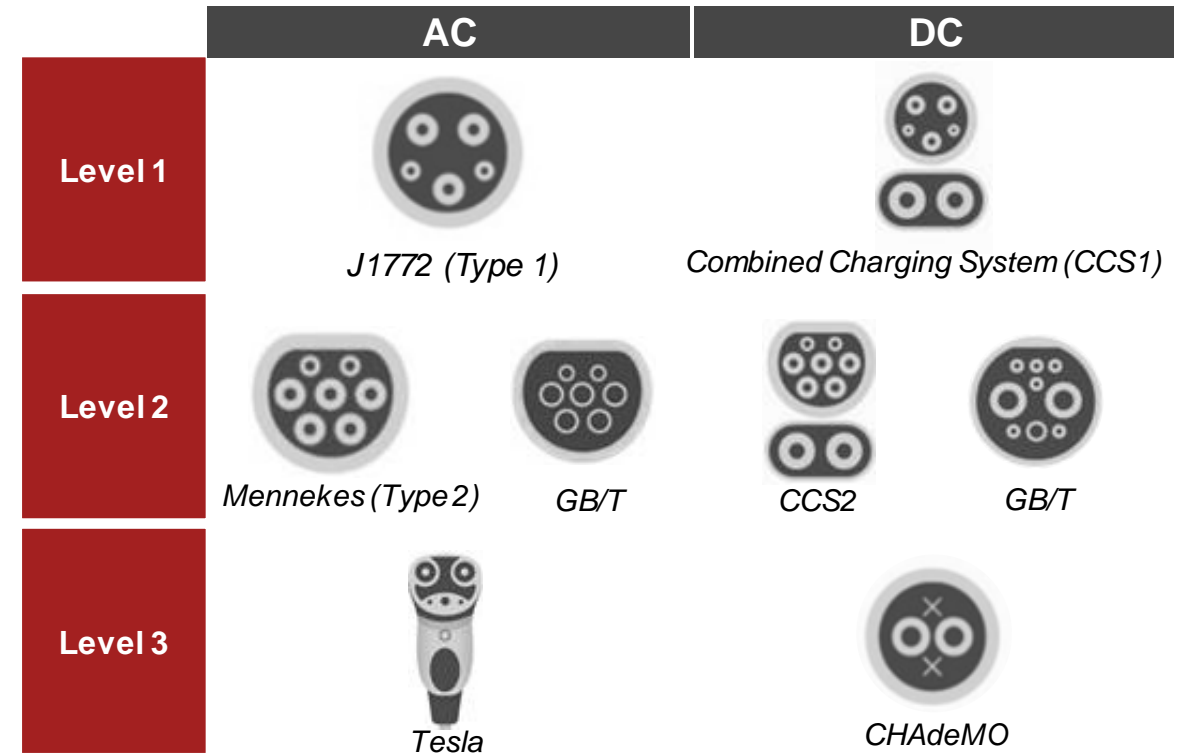 AC
DC
Level 1
J1772 (Type 1)
Combined Charging System (CCS1)
Level 2
Mennekes (Type 2)
GB/T
CCS2
GB/T
Level 3
Tesla
CHAdeMO